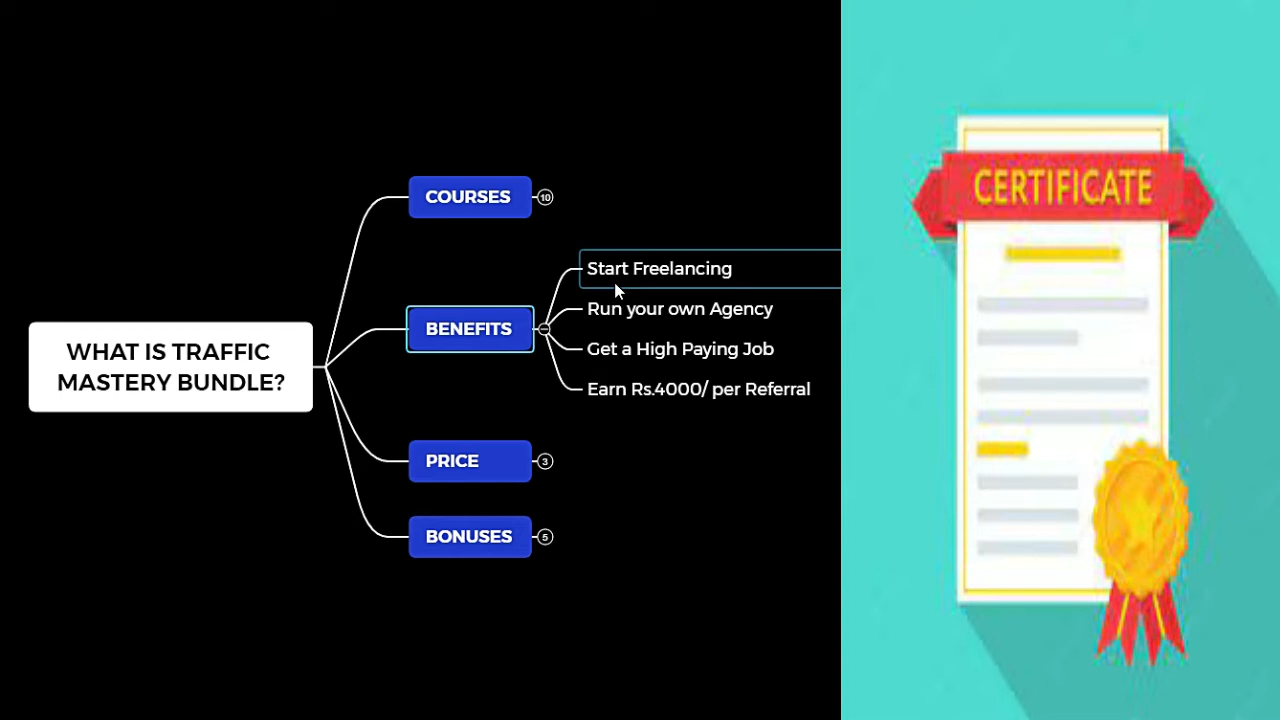 WHAT IS TRAFFIC
MASTERY BUNDLE?
COURSES
10
BENEFITS
Start Freelancing
Run your own Agency
Get a High Paying Job
Earn Rs.4000/ per Referral
PRICE
3
BONUSES
5
CERTIFICATE